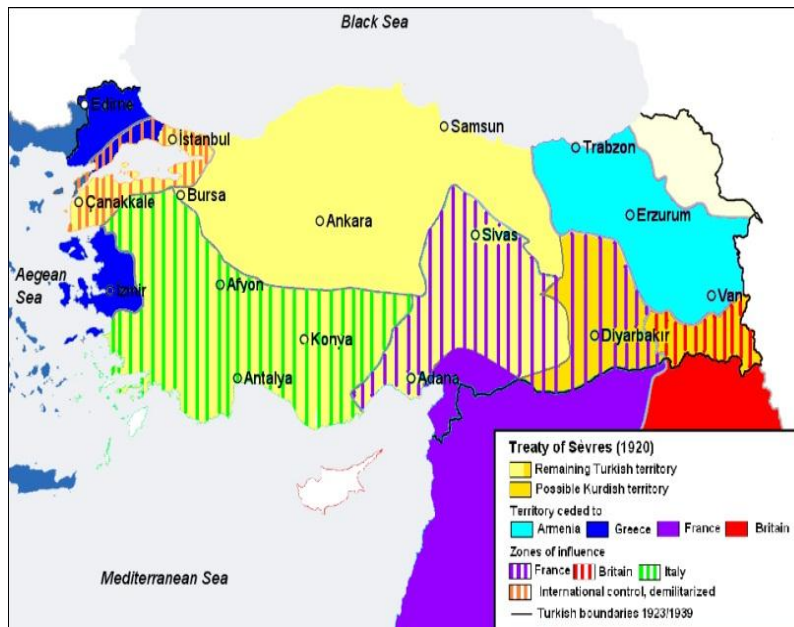 Black Sea
Edirne
Istanbul
Samsun
Trabzon
Çanakkale
Bursa
Ankara
Sivas
Erzurum
Aegean
Sea
Izmir
Afyon
Van
Konya
Diyarbakır
Antalya
Adana
Mediterranean Sea
Treaty of Sèvres (1920)
Remaining Turkish territory
Possible Kurdish territory
Territory ceded to
Armenia Greece France Britain
Zones of influence
France Britain Italy
International control, demilitarized
Turkish boundaries 1923/1939